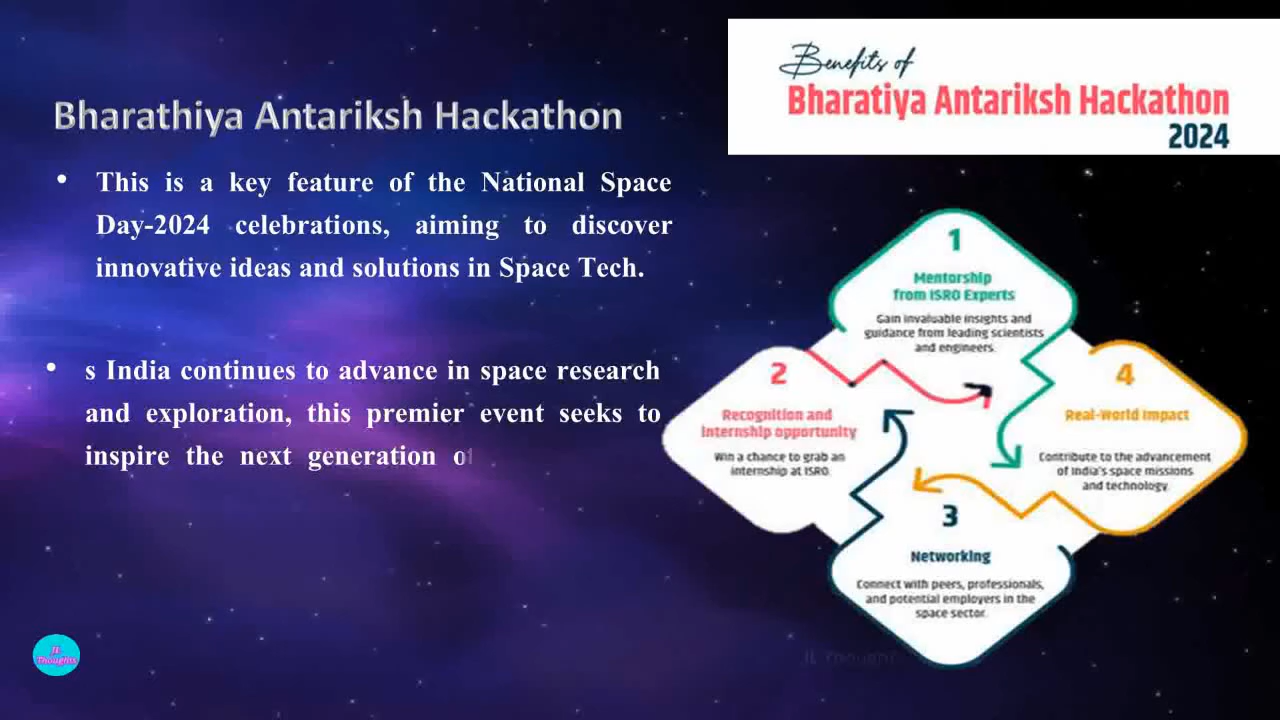 Bharathiya Antariksh Hackathon
• This is a key feature of the National Space
Day-2024 celebrations, aiming to discover
innovative ideas and solutions in Space Tech.
• s India continues to advance in space research
and exploration, this premier event seeks to
inspire the next generation of
Benefits of
Bharatiya Antariksh Hackathon
2024
1
Mentorship
from ISRO Experts
Gain invaluable insights and
guidance from leading scientists
and engineers.
2
Recognition and
Internship opportunity
Win a chance to grab an
internship at ISRO.
4
Real-World Impact
Contribute to the advancement
of India's space missions
and technology.
3
Networking
Connect with peers, professionals,
and potential employers in the
space sector.
JL
Thoughts
JL Thoughts